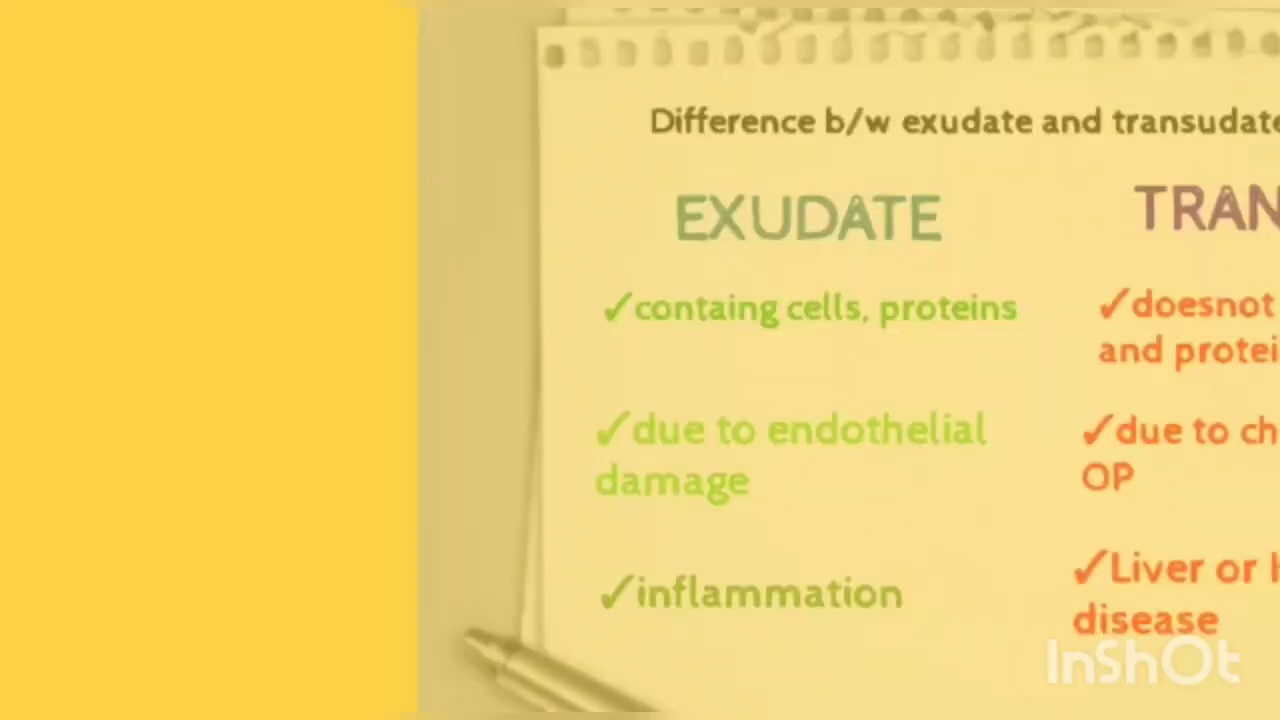 Difference b/w exudate and transudate
EXUDATE
TRAN
✓containg cells, proteins
✓doesnot
and protei
✓due to endothelial
damage
✓due to ch
OP
✓inflammation
✓Liver or
disease
InShOt